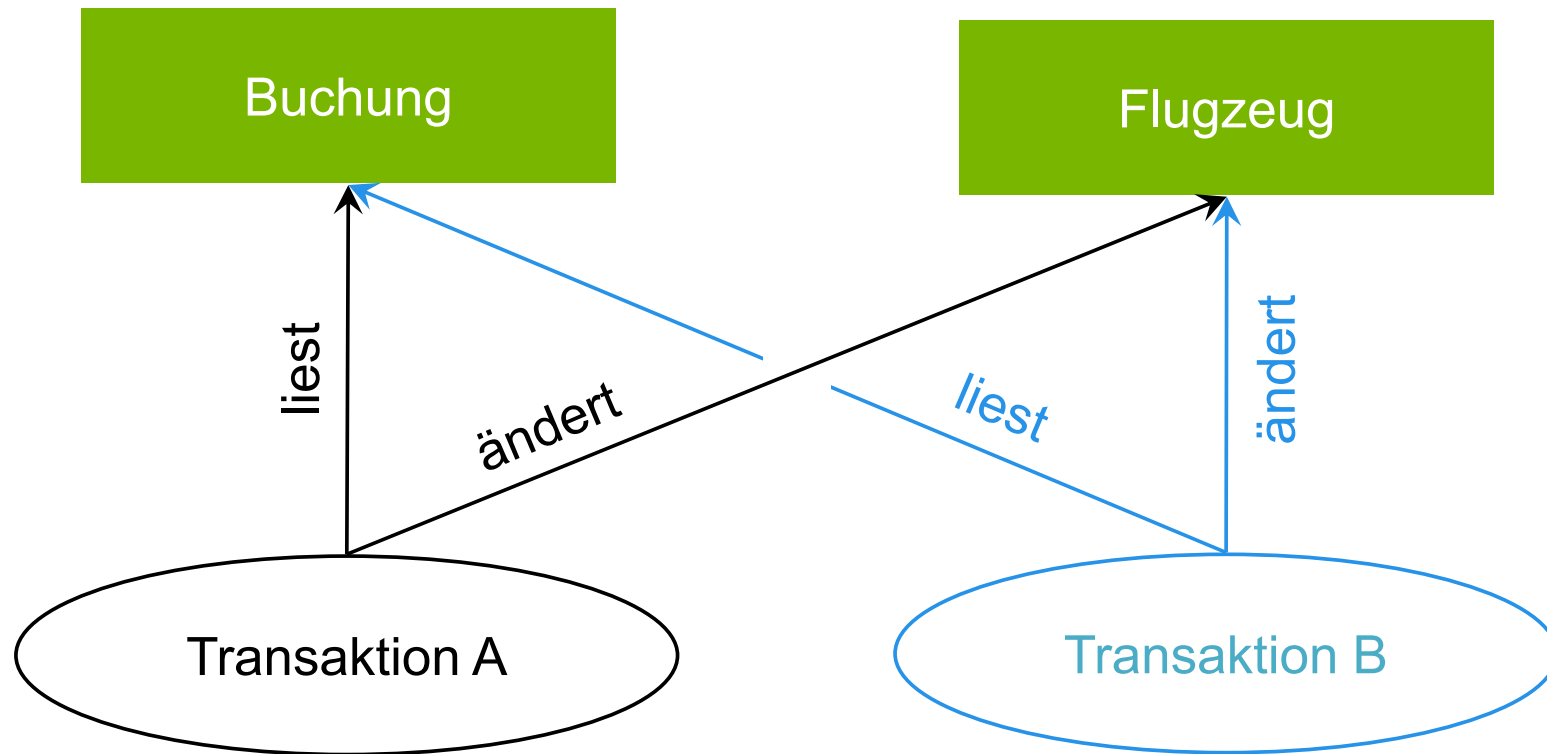 Buchung
Flugzeug
liest
ändert
liest
ändert
Transaktion A
Transaktion B